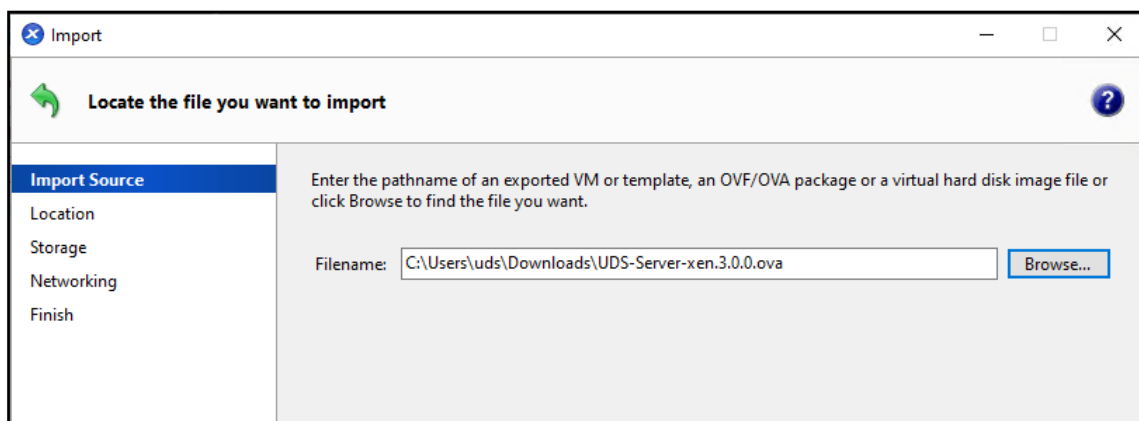 Import
Locate the file you want to import
?
Import Source
Location
Storage
Networking
Finish
Enter the pathname of an exported VM or template, an OVF/OVA package or a virtual hard disk image file or
click Browse to find the file you want.
Filename: C:\Users\uds\Downloads\UDS-Server-xen.3.0.0.ova Browse...